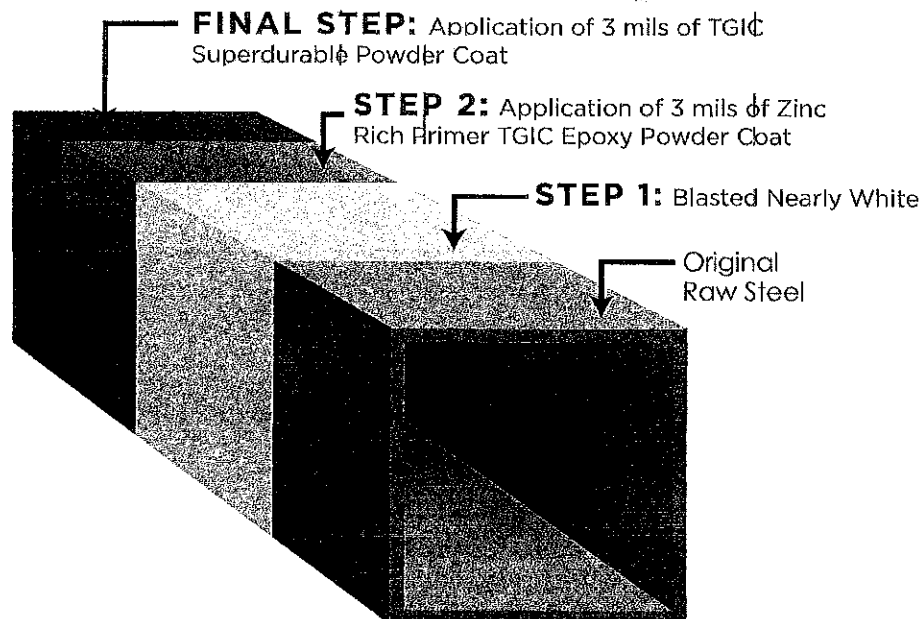 FINAL STEP: Application of 3 mils of TGIC
Superdurable Powder Coat
STEP 2: Application of 3 mils of Zinc
Rich Primer TGIC Epoxy Powder Coat
STEP 1: Blasted Nearly White
Original
Raw Steel